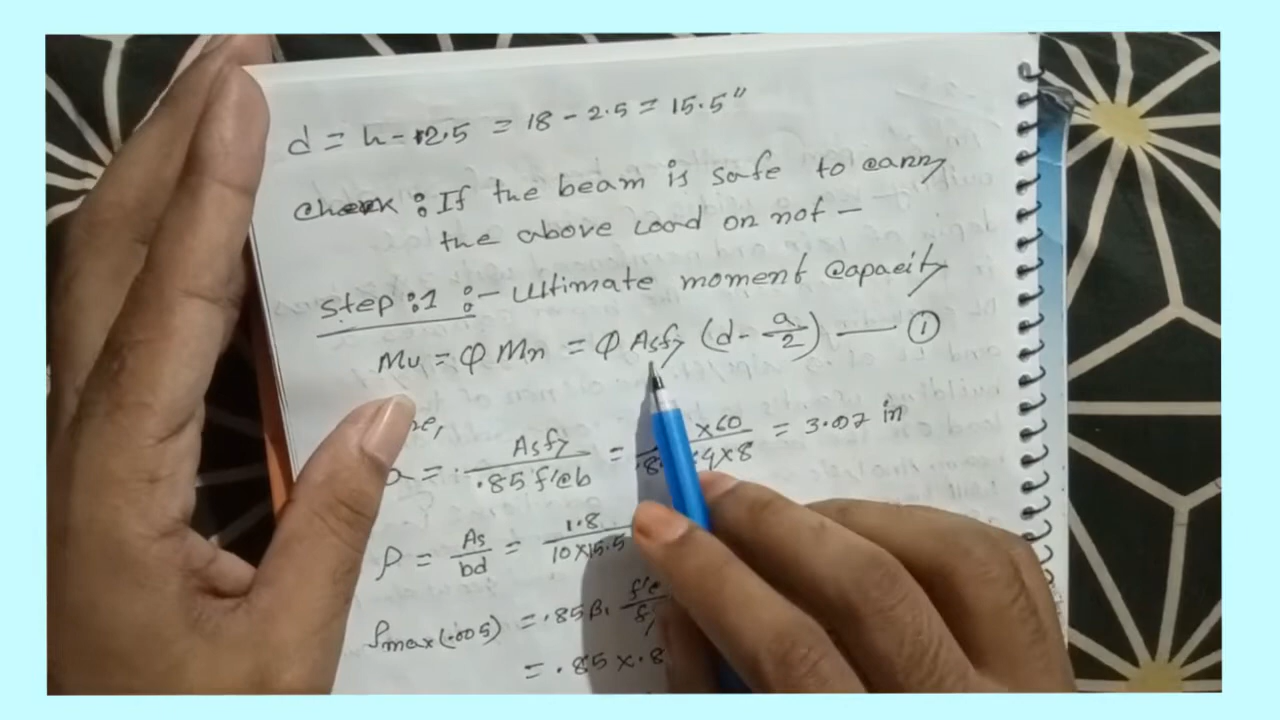 d = h - 2.5 = 18 - 2.5 = 15.5"
check : If the beam is safe to carry
the above load or not -
Step :1 :- Ultimate moment Capacity
Mu = φ Mn = φ Asfy (d - a/2) — ①
a = Asfy / .85 f'cb = ×60 / ×8 = 3.07 in
ρ = As / bd = 1.8 / 10×15.5
ρmax(.005) = .85β₁ f'c
= .85 × .8